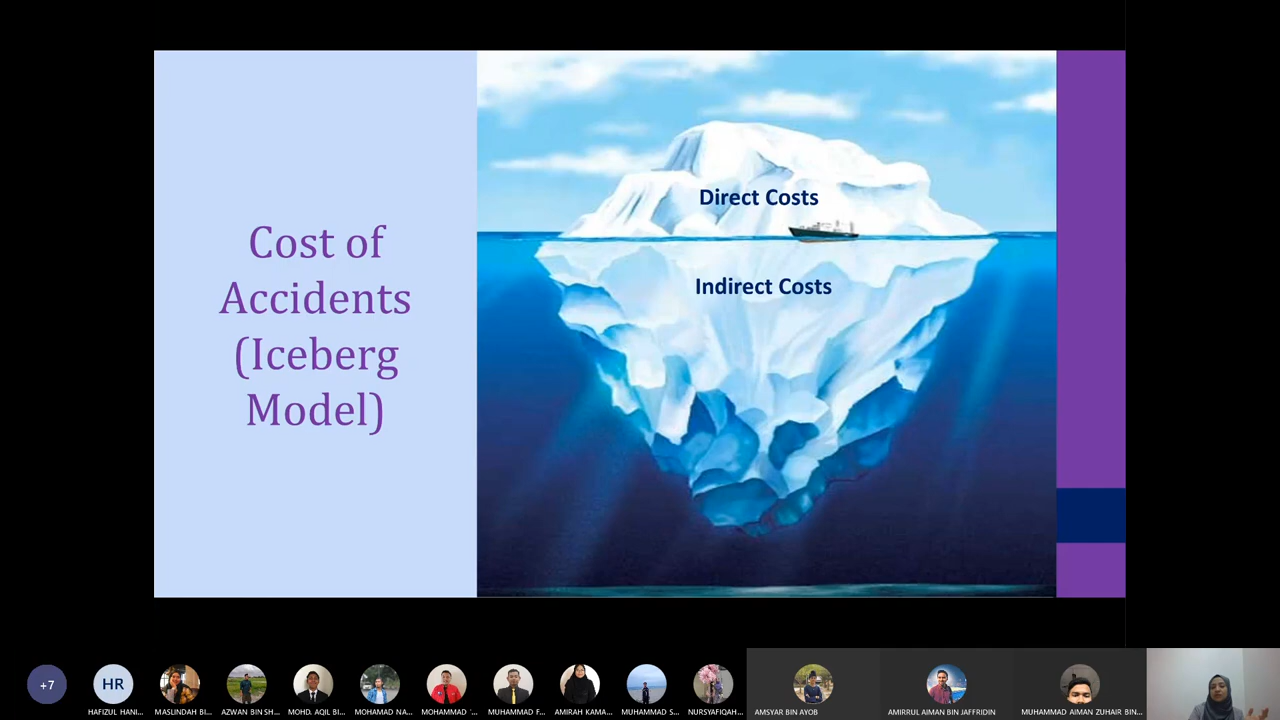 Cost of
Accidents
(Iceberg
Model)
Direct Costs
Indirect Costs
+7
HR
HAFIZUL HANI...
MASLINDAH BI...
AZWAN BIN SH...
MOHD. AQIL BI...
MOHAMAD NA...
MOHAMMAD '...
MUHAMMAD F...
AMIRAH KAMA...
MUHAMMAD S...
NURSYAFIQAH...
AMSYAR BIN AYOB
AMIRRUL AIMAN BIN JAFFRIDIN
MUHAMMAD AIMAN ZUHAIR BIN...